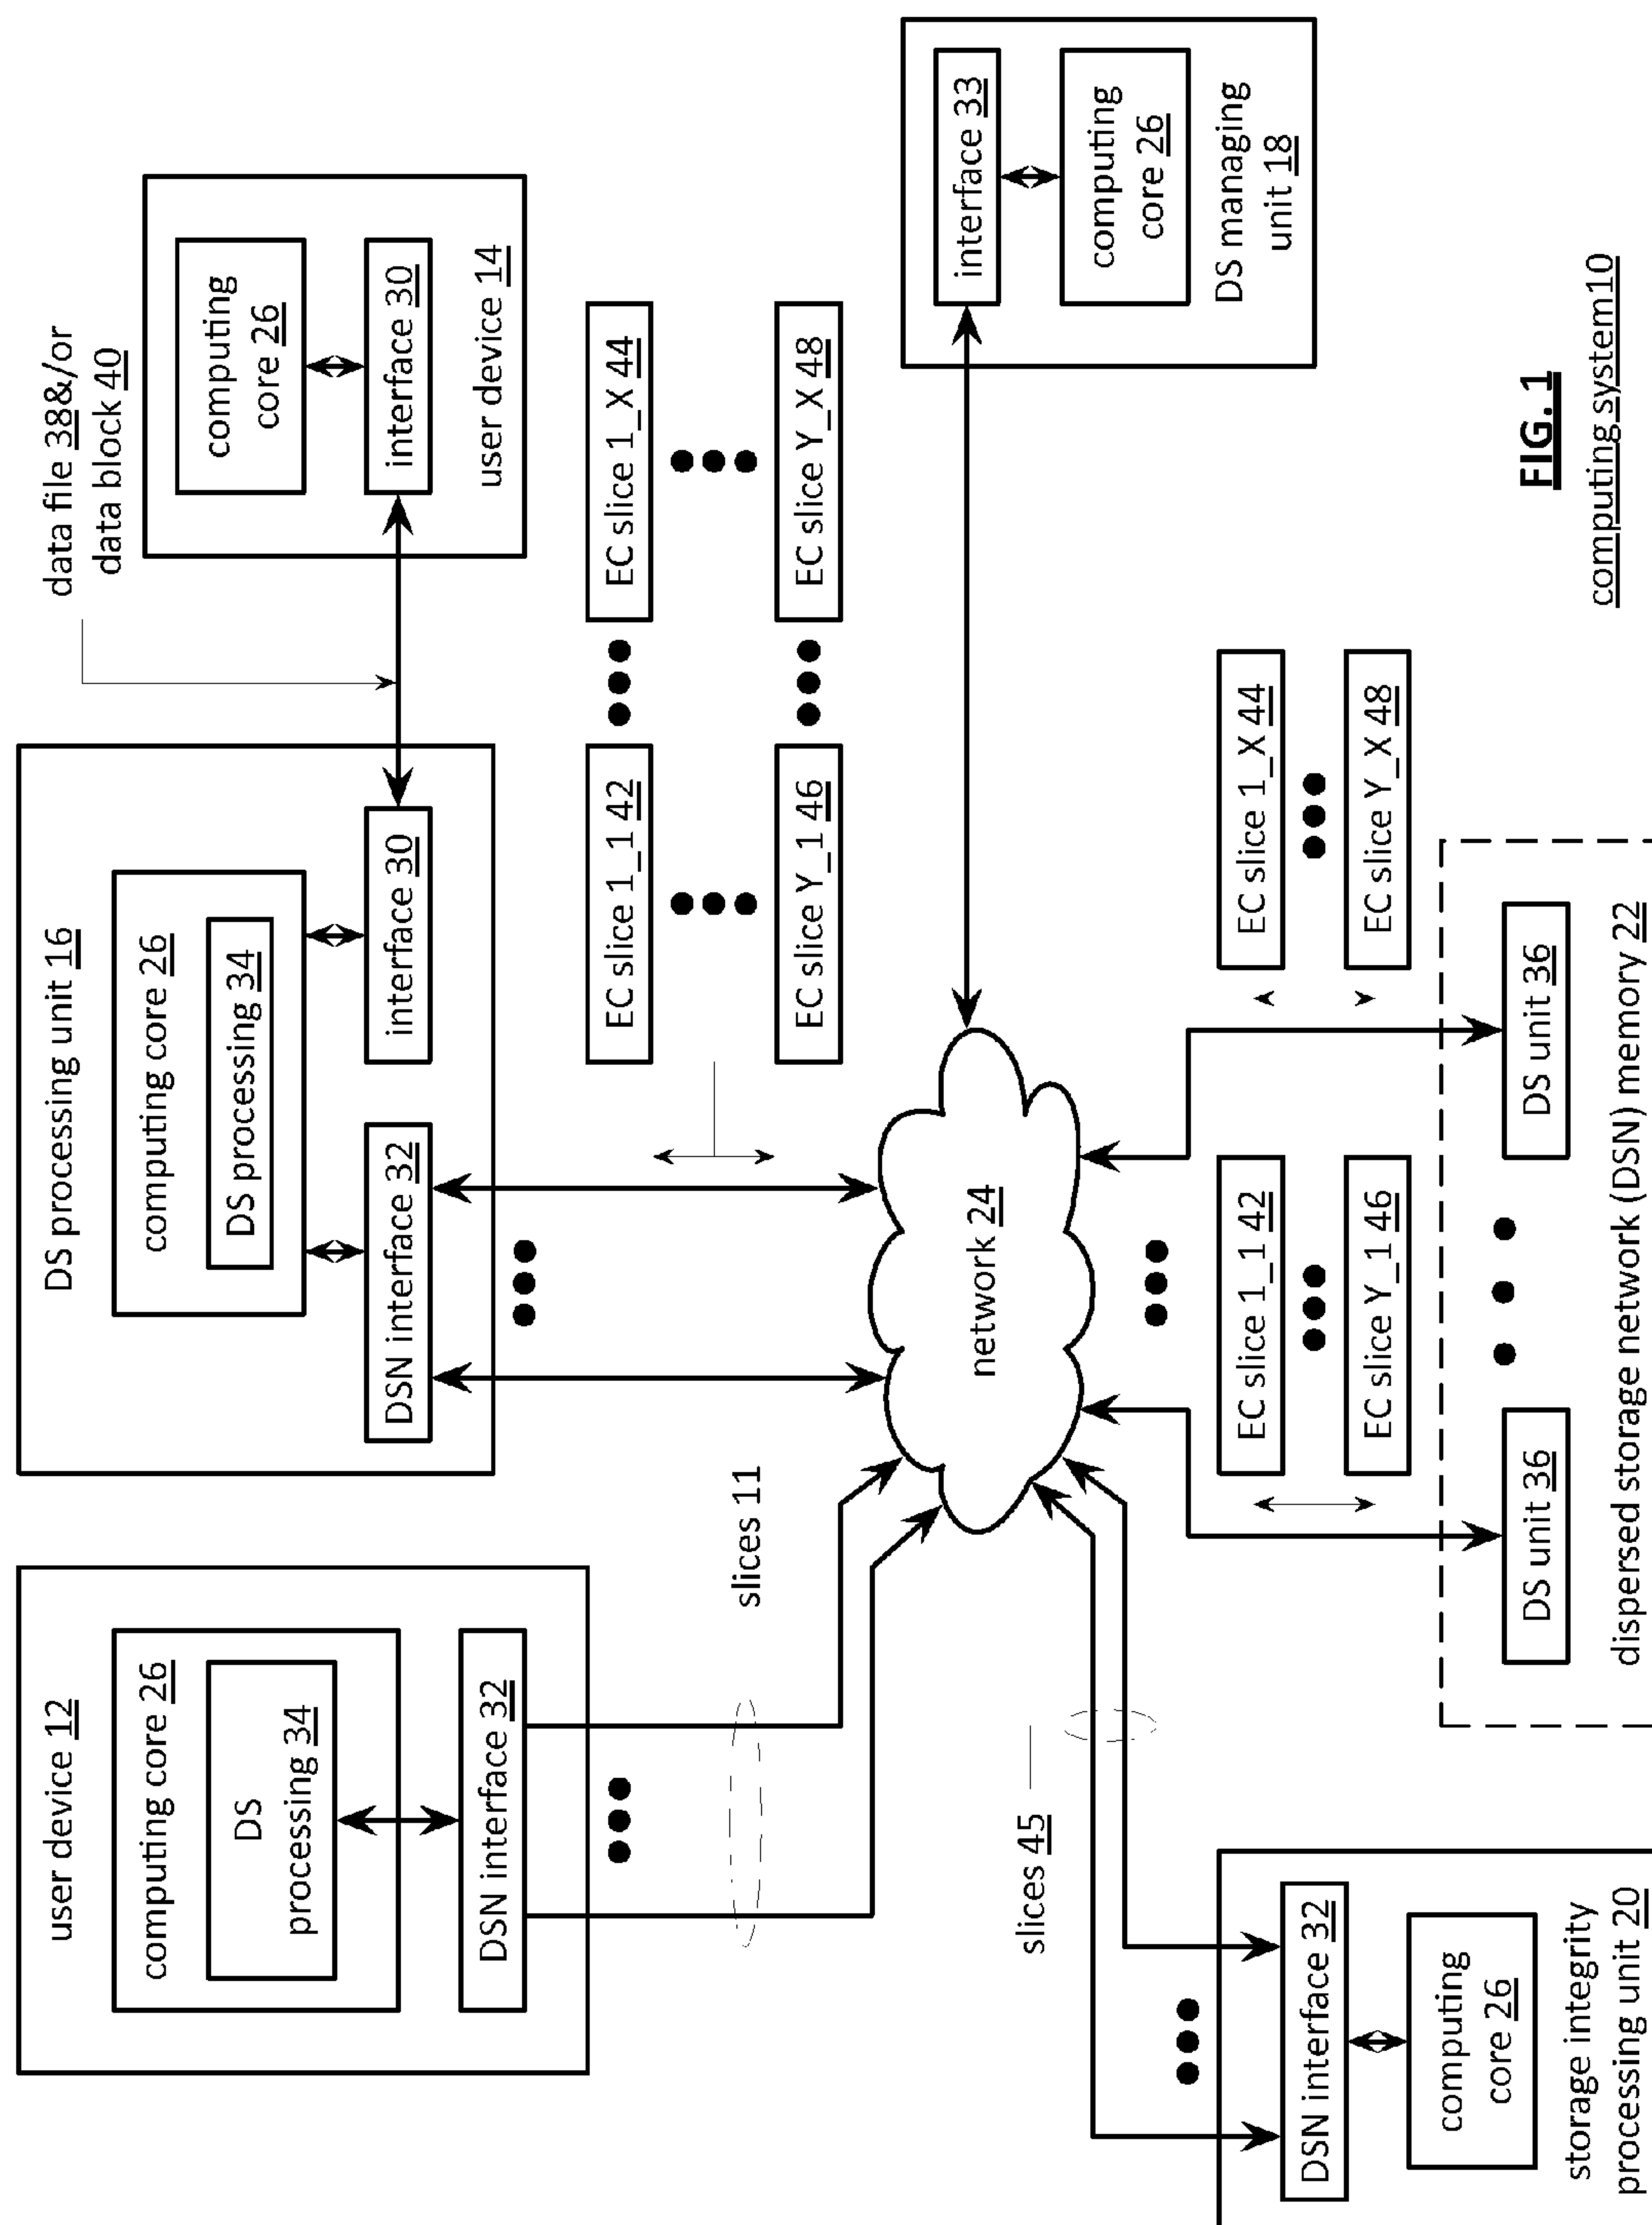 user device 12
computing core 26
DS
processing 34
DSN interface 32
slices 11
DS processing unit 16
computing core 26
DS processing 34
DSN interface 32
interface 30
data file 38&/or
data block 40
computing
core 26
interface 30
user device 14
EC slice 1_1 42
EC slice 1_X 44
EC slice Y_1 46
EC slice Y_X 48
network 24
interface 33
computing
core 26
DS managing
unit 18
slices 45
DSN interface 32
computing
core 26
storage integrity
processing unit 20
EC slice 1_1 42
EC slice 1_X 44
EC slice Y_1 46
EC slice Y_X 48
DS unit 36
DS unit 36
dispersed storage network (DSN) memory 22
FIG. 1
computing system10